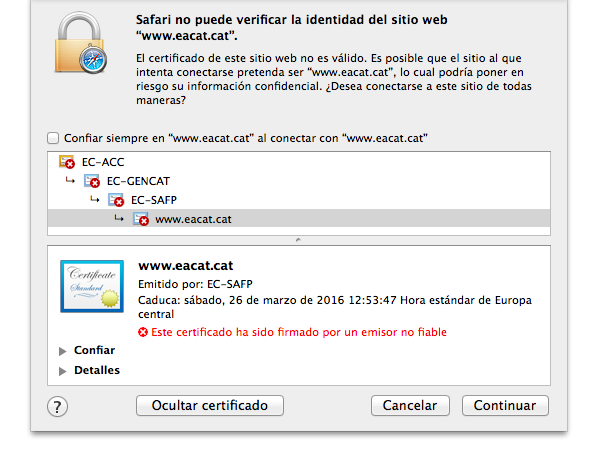 Safari no puede verificar la identidad del sitio web
“www.eacat.cat”.
El certificado de este sitio web no es válido. Es posible que el sitio al que
intenta conectarse pretenda ser “www.eacat.cat”, lo cual podría poner en
riesgo su información confidencial. ¿Desea conectarse a este sitio de todas
maneras?
Confiar siempre en “www.eacat.cat” al conectar con “www.eacat.cat”
EC-ACC
EC-GENCAT
EC-SAFP
www.eacat.cat
Certificate
Standard
www.eacat.cat
Emitido por: EC-SAFP
Caduca: sábado, 26 de marzo de 2016 12:53:47 Hora estándar de Europa
central
Este certificado ha sido firmado por un emisor no fiable
Confiar
Detalles
? Ocultar certificado Cancelar Continuar